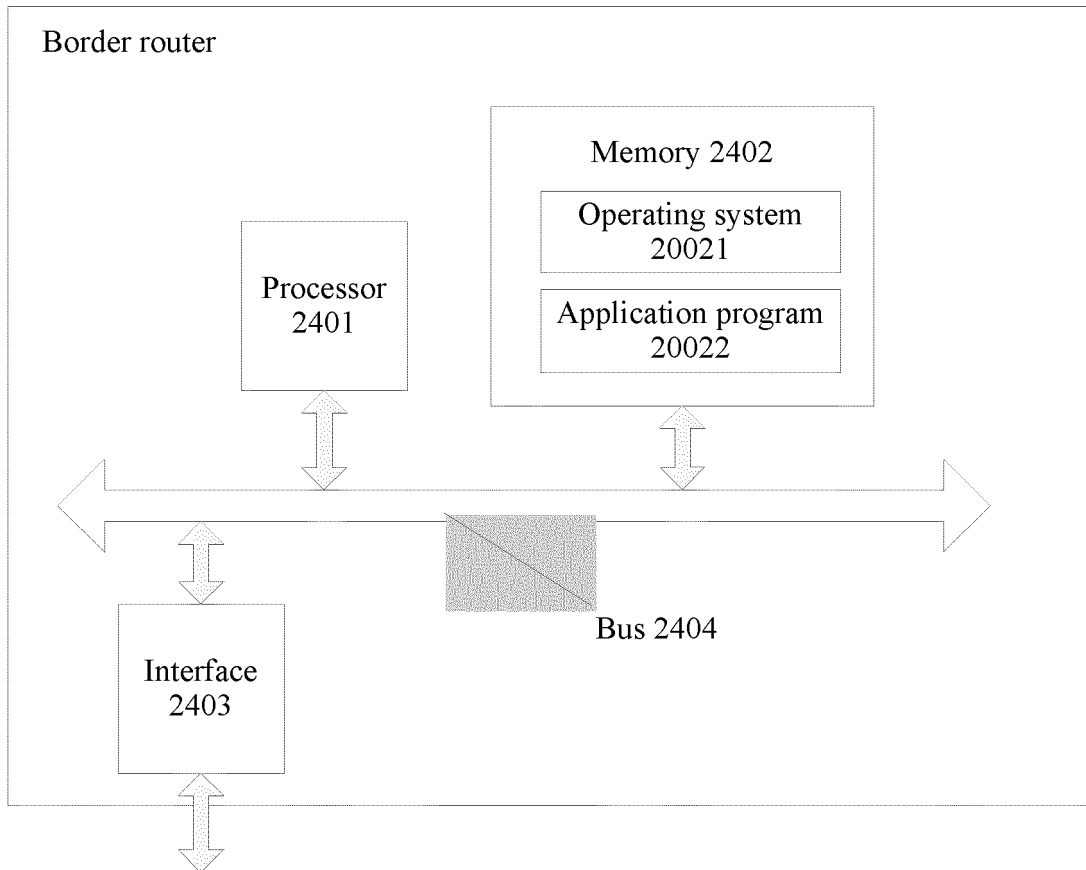 Border router
Memory 2402
Operating system
20021
Application program
20022
Processor
2401
Bus 2404
Interface
2403